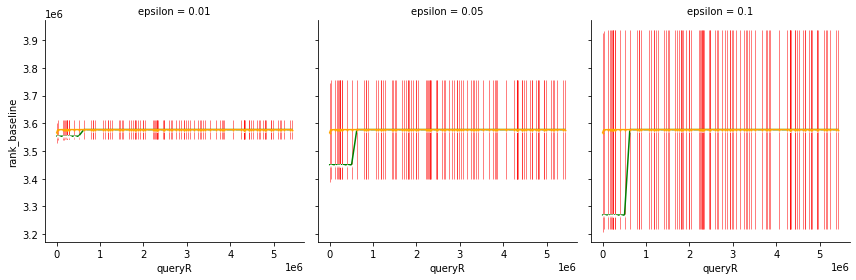 epsilon = 0.01 epsilon = 0.05 epsilon = 0.1
1e6
3.9
3.8
3.7
3.6
3.5
3.4
3.3
3.2
rank_baseline
0 1 2 3 4 5 0 1 2 3 4 5 0 1 2 3 4 5
queryR 1e6 queryR 1e6 queryR 1e6